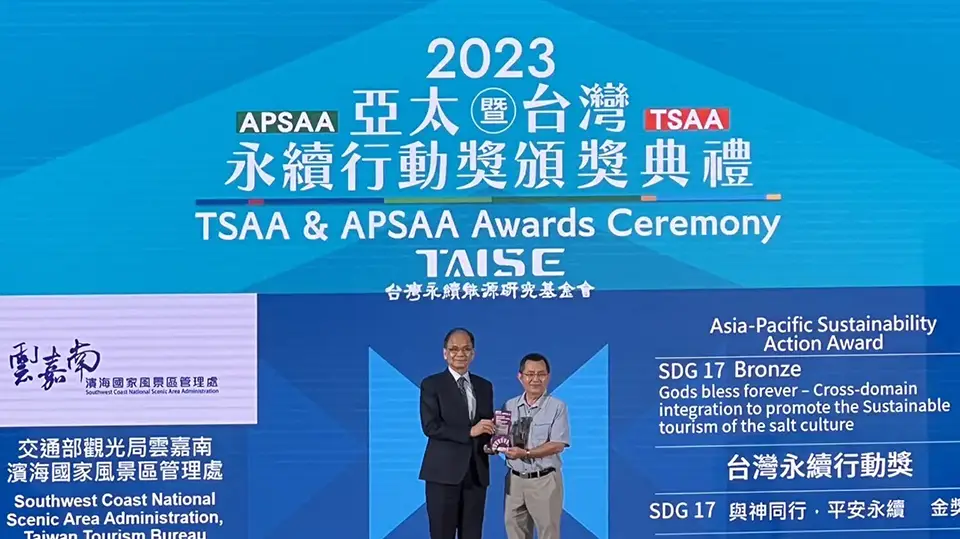 2023
APSAA 亞太暨台灣 TSAA
永續行動獎頒獎典禮
TSAA & APSAA Awards Ceremony
TAISE
台灣永續能源研究基金會
雲嘉南
濱海國家風景區管理處
Southwest Coast National Scenic Area Administration
交通部觀光局雲嘉南
濱海國家風景區管理處
Southwest Coast National
Scenic Area Administration,
Taiwan Tourism Bureau
Asia-Pacific Sustainability
Action Award
SDG 17 Bronze
Gods bless forever – Cross-domain
integration to promote the Sustainable
tourism of the salt culture
台灣永續行動獎
SDG 17 與神同行．平安永續 金獎